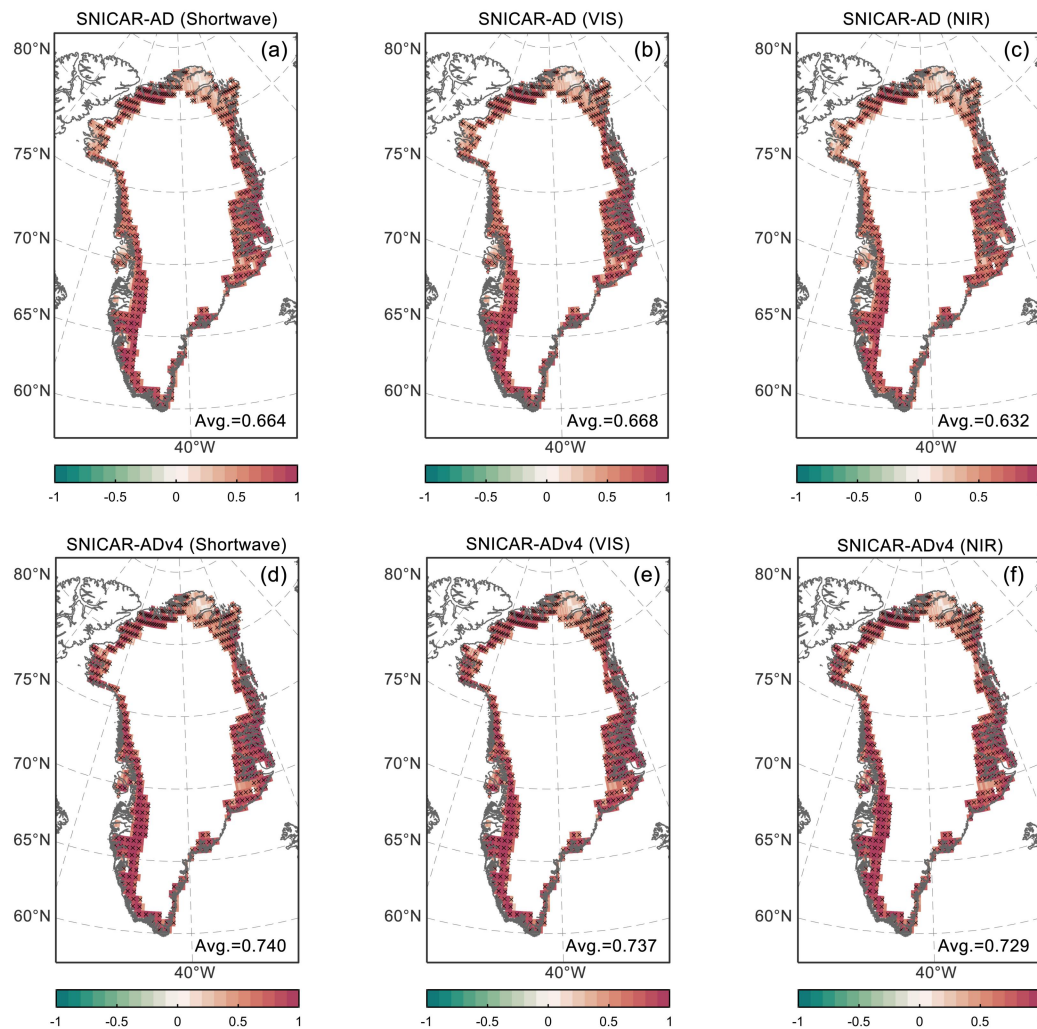 SNICAR-AD (Shortwave)
SNICAR-AD (VIS)
SNICAR-AD (NIR)
80°N (a)
80°N (b)
80°N (c)
75°N
75°N
75°N
70°N
70°N
70°N
65°N
65°N
65°N
60°N
60°N
60°N
Avg.=0.664
Avg.=0.668
Avg.=0.632
40°W
40°W
40°W
-1 -0.5 0 0.5 1
-1 -0.5 0 0.5 1
-1 -0.5 0 0.5
SNICAR-ADv4 (Shortwave)
SNICAR-ADv4 (VIS)
SNICAR-ADv4 (NIR)
80°N (d)
80°N (e)
80°N (f)
75°N
75°N
75°N
70°N
70°N
70°N
65°N
65°N
65°N
60°N
60°N
60°N
Avg.=0.740
Avg.=0.737
Avg.=0.729
40°W
40°W
40°W
-1 -0.5 0 0.5 1
-1 -0.5 0 0.5 1
-1 -0.5 0 0.5